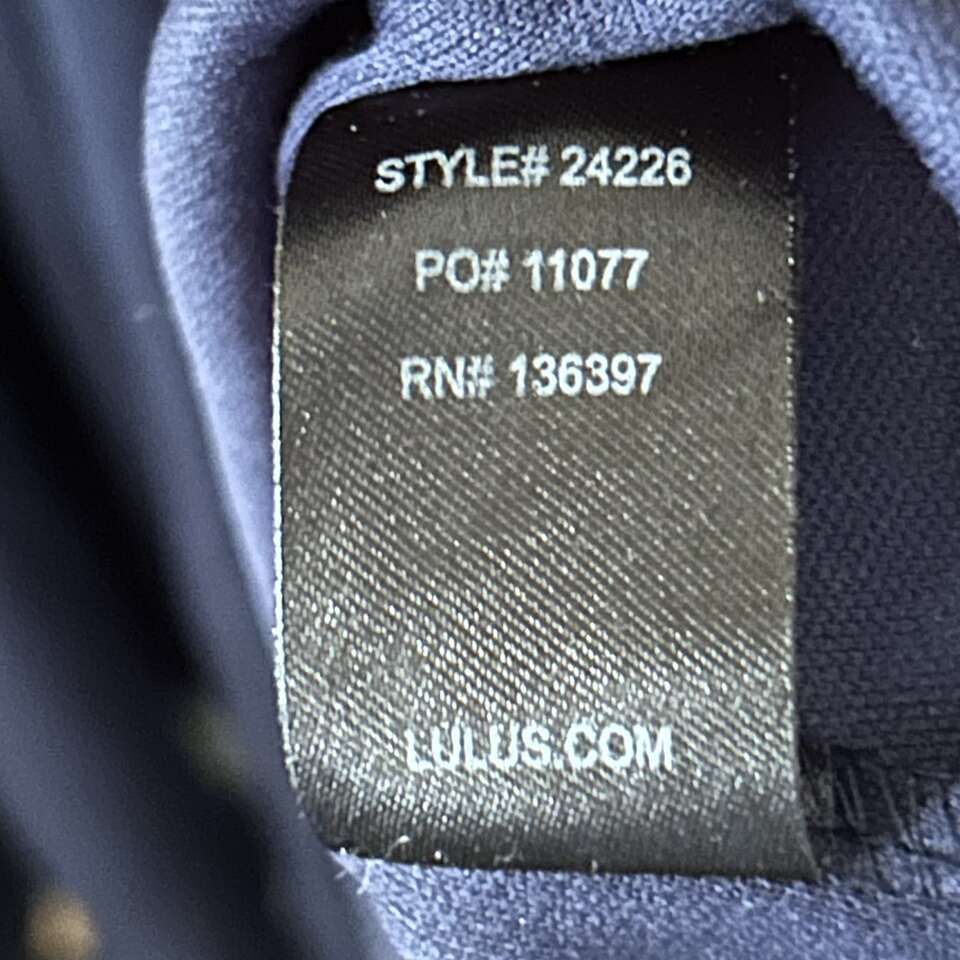 STYLE# 24226
PO# 11077
RN# 136397
LULUS.COM